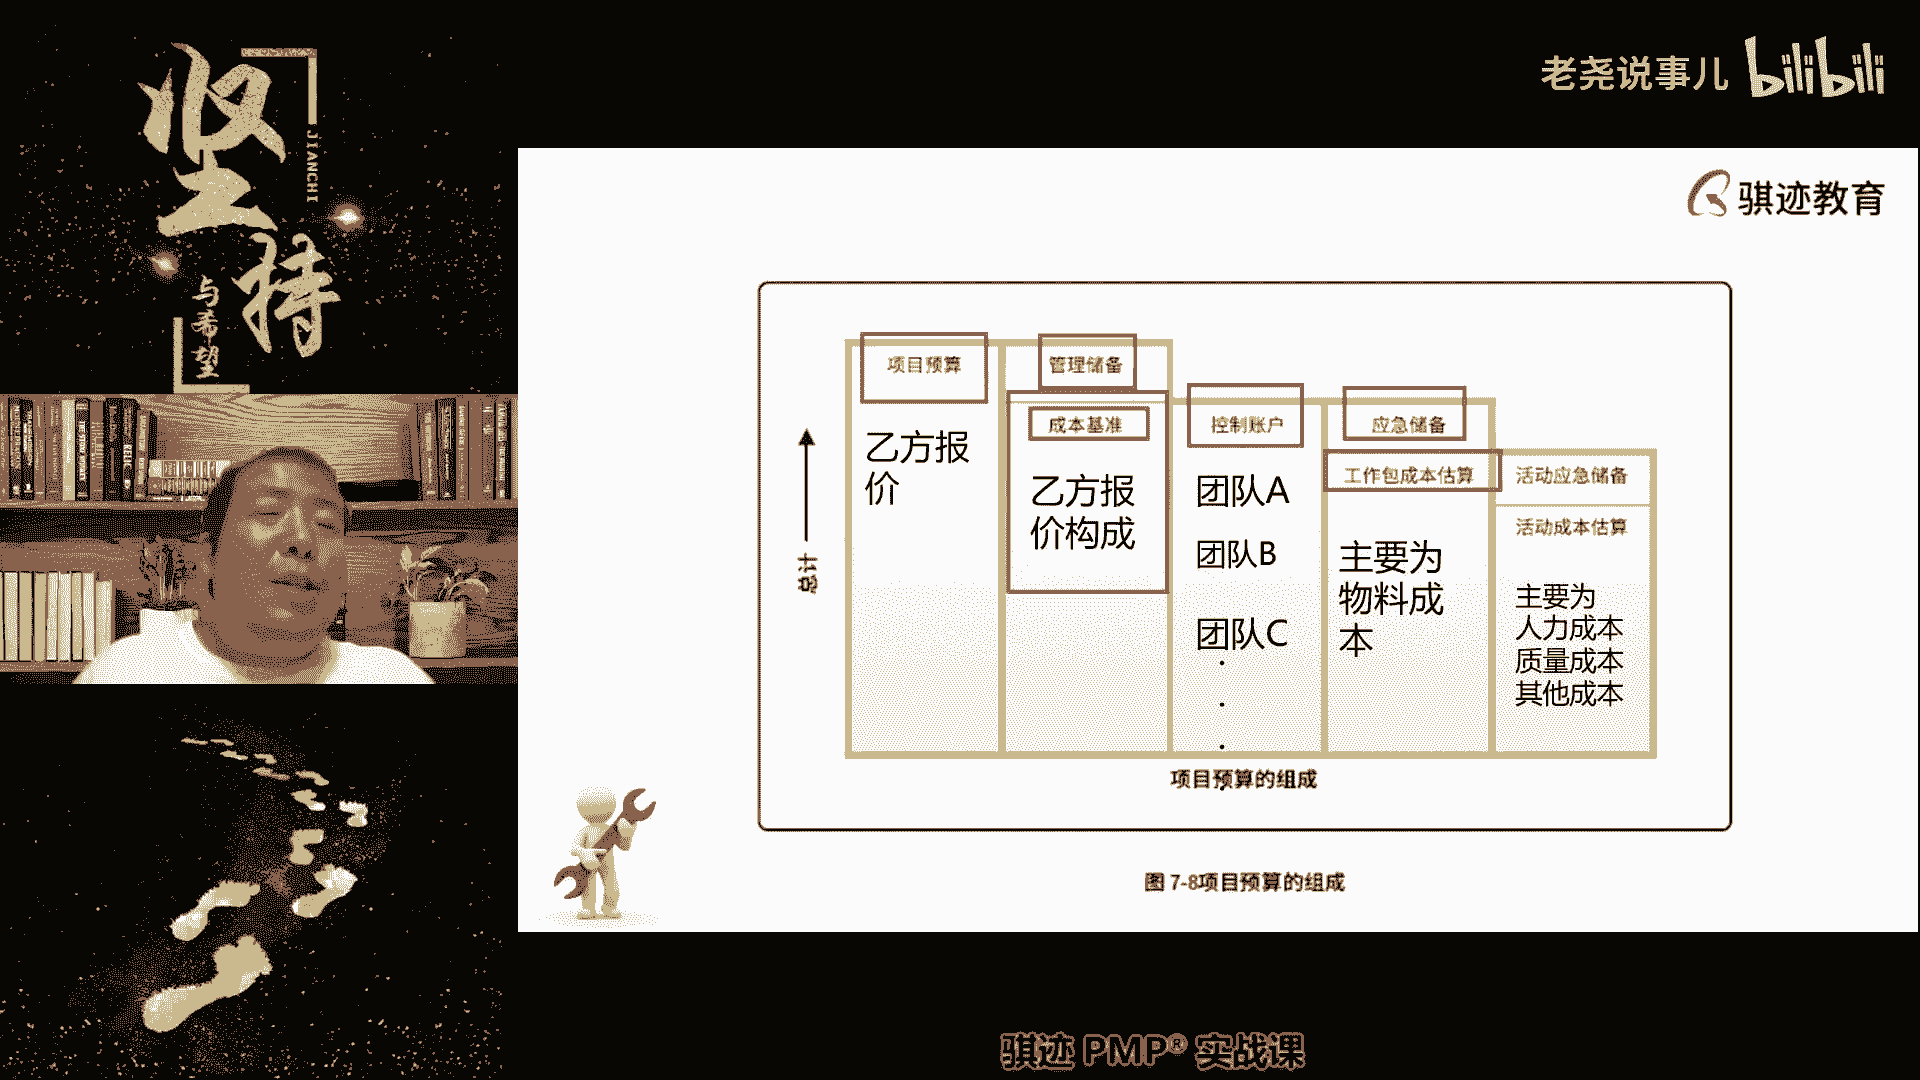 坚持
JIANCHI
与希望
老尧说事儿 bilibili
骐迹教育
项目预算
管理储备
成本基准
控制账户
应急储备
工作包成本估算
活动应急储备
活动成本估算
乙方报
价
乙方报
价构成
团队A
团队B
团队C
.
.
.
主要为
物料成
本
主要为
人力成本
质量成本
其他成本
总计
项目预算的组成
图 7-8项目预算的组成
骐迹 PMP® 实战课